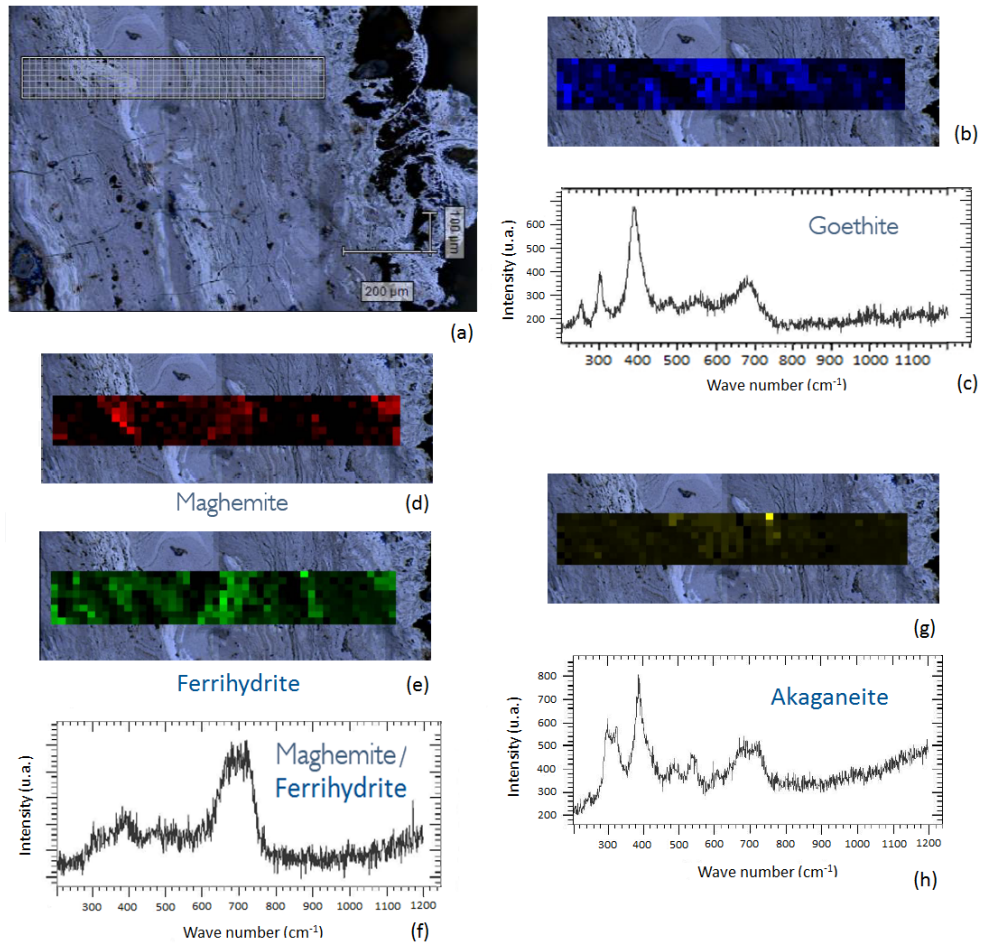 100 µm
200 µm
(a)
(b)
600
500
400
300
200
Intensity (u.a.)
Goethite
300 400 500 600 700 800 900 1000 1100
Wave number (cm-1)
(c)
Maghemite
(d)
Ferrihydrite
(e)
Intensity (u.a.)
Maghemite/
Ferrihydrite
300 400 500 600 700 800 900 1000 1100 1200
Wave number (cm-1)
(f)
(g)
800
700
600
500
400
300
200
Intensity (u.a.)
Akaganeite
300 400 500 600 700 800 900 1000 1100 1200
Wave number (cm-1)
(h)